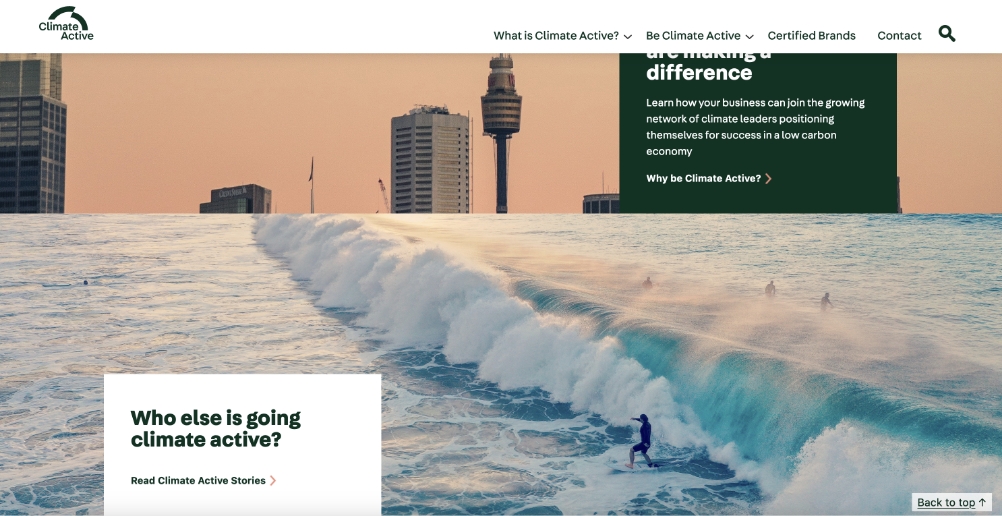 Climate
Active
What is Climate Active?
Be Climate Active
Certified Brands
Contact
are making a
difference
Learn how your business can join the growing
network of climate leaders positioning
themselves for success in a low carbon
economy
Why be Climate Active?
Who else is going
climate active?
Read Climate Active Stories
Back to top ↑